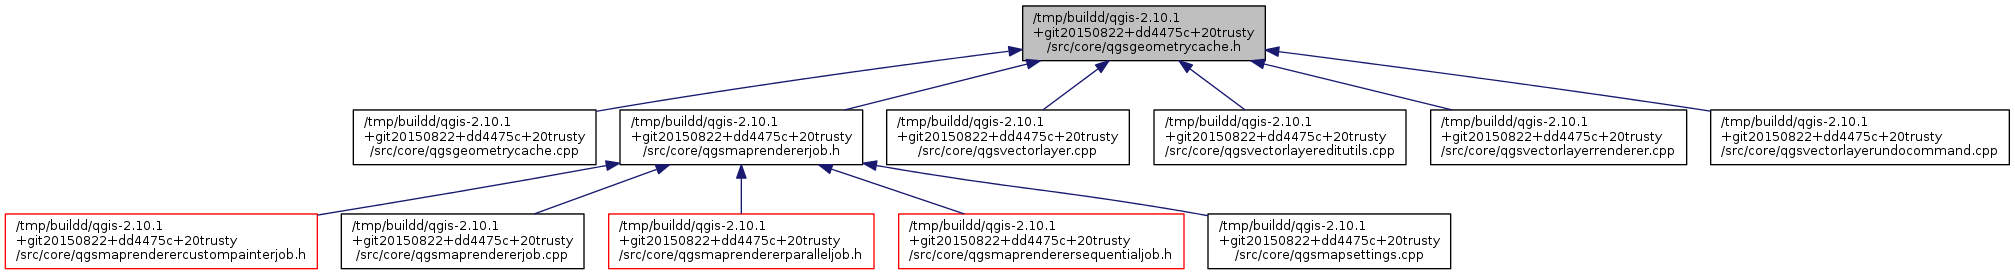 /tmp/buildd/qgis-2.10.1
+git20150822+dd4475c+20trusty
/src/core/qgsgeometrycache.h
/tmp/buildd/qgis-2.10.1
+git20150822+dd4475c+20trusty
/src/core/qgsgeometrycache.cpp
/tmp/buildd/qgis-2.10.1
+git20150822+dd4475c+20trusty
/src/core/qgsmaprendererjob.h
/tmp/buildd/qgis-2.10.1
+git20150822+dd4475c+20trusty
/src/core/qgsvectorlayer.cpp
/tmp/buildd/qgis-2.10.1
+git20150822+dd4475c+20trusty
/src/core/qgsvectorlayereditutils.cpp
/tmp/buildd/qgis-2.10.1
+git20150822+dd4475c+20trusty
/src/core/qgsvectorlayerrenderer.cpp
/tmp/buildd/qgis-2.10.1
+git20150822+dd4475c+20trusty
/src/core/qgsvectorlayerundocommand.cpp
/tmp/buildd/qgis-2.10.1
+git20150822+dd4475c+20trusty
/src/core/qgsmaprenderercustompainterjob.h
/tmp/buildd/qgis-2.10.1
+git20150822+dd4475c+20trusty
/src/core/qgsmaprendererjob.cpp
/tmp/buildd/qgis-2.10.1
+git20150822+dd4475c+20trusty
/src/core/qgsmaprendererparalleljob.h
/tmp/buildd/qgis-2.10.1
+git20150822+dd4475c+20trusty
/src/core/qgsmaprenderersequentialjob.h
/tmp/buildd/qgis-2.10.1
+git20150822+dd4475c+20trusty
/src/core/qgsmapsettings.cpp